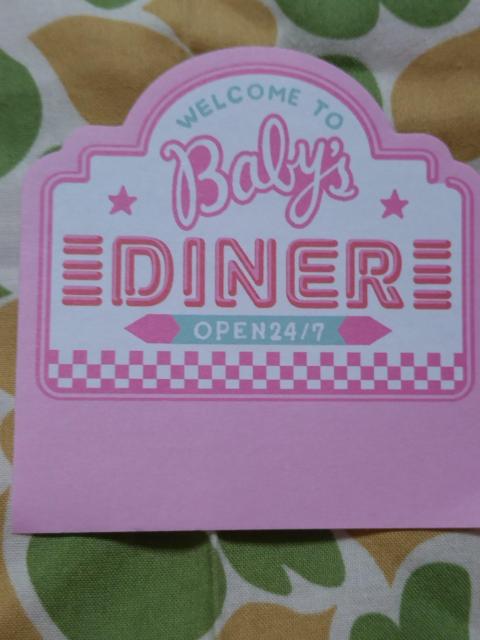 WELCOME TO
Baby's
DINER
OPEN24/7